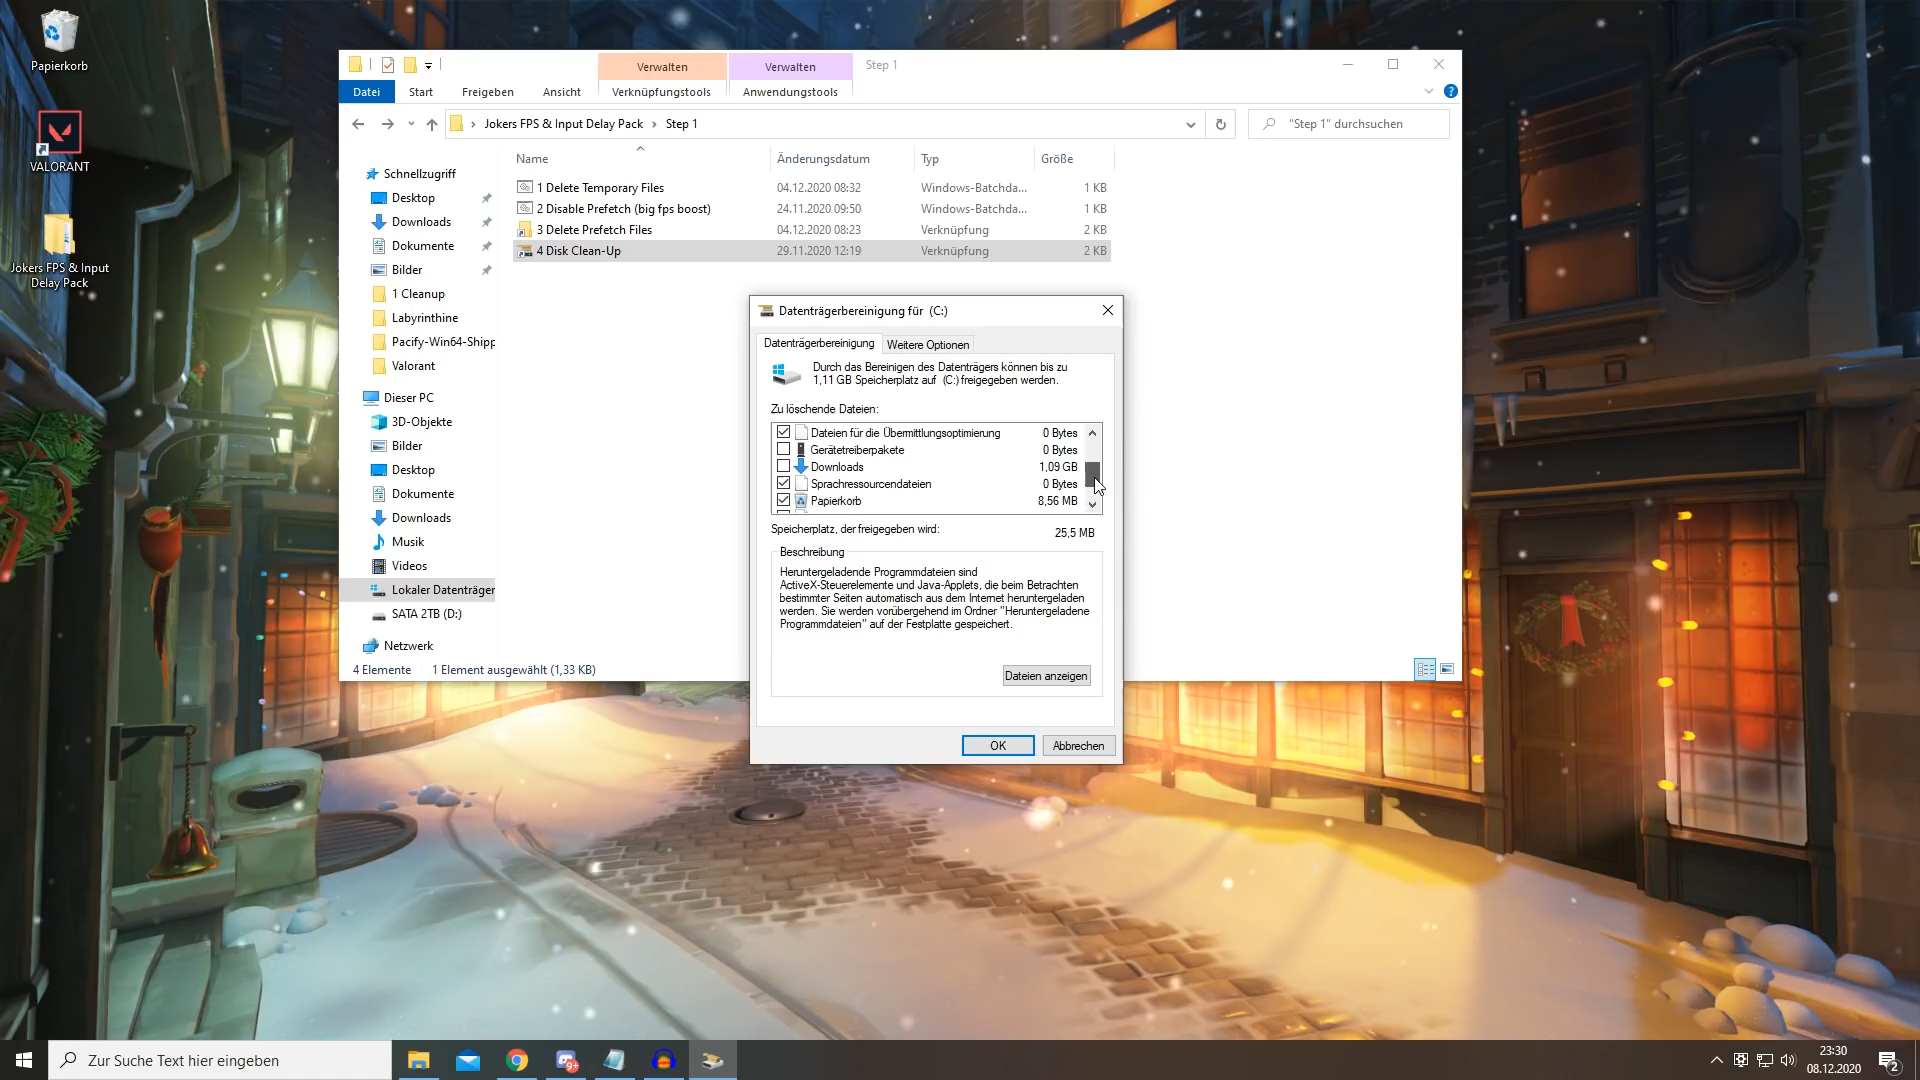 Papierkorb
VALORANT
Jokers FPS & Input
Delay Pack
Verwalten
Verwalten
Step 1
Datei
Start
Freigeben
Ansicht
Verknüpfungstools
Anwendungstools
Jokers FPS & Input Delay Pack
Step 1
"Step 1" durchsuchen
Name
Änderungsdatum
Typ
Größe
1 Delete Temporary Files
04.12.2020 08:32
Windows-Batchda...
1 KB
2 Disable Prefetch (big fps boost)
24.11.2020 09:50
Windows-Batchda...
1 KB
3 Delete Prefetch Files
04.12.2020 08:23
Verknüpfung
2 KB
4 Disk Clean-Up
29.11.2020 12:19
Verknüpfung
2 KB
Schnellzugriff
Desktop
Downloads
Dokumente
Bilder
1 Cleanup
Labyrinthine
Pacify-Win64-Shipp
Valorant
Dieser PC
3D-Objekte
Bilder
Desktop
Dokumente
Downloads
Musik
Videos
Lokaler Datenträger
SATA 2TB (D:)
Netzwerk
4 Elemente
1 Element ausgewählt (1,33 KB)
Datenträgerbereinigung für (C:)
Datenträgerbereinigung
Weitere Optionen
Durch das Bereinigen des Datenträgers können bis zu
1,11 GB Speicherplatz auf (C:) freigegeben werden.
Zu löschende Dateien:
Dateien für die Übermittlungsoptimierung
0 Bytes
Gerätetreiberpakete
0 Bytes
Downloads
1,09 GB
Sprachressourcendateien
0 Bytes
Papierkorb
8,56 MB
Speicherplatz, der freigegeben wird:
25,5 MB
Beschreibung
Heruntergeladende Programmdateien sind
ActiveX-Steuerelemente und Java-Applets, die beim Betrachten
bestimmter Seiten automatisch aus dem Internet heruntergeladen
werden. Sie werden vorübergehend im Ordner "Heruntergeladene
Programmdateien" auf der Festplatte gespeichert.
Dateien anzeigen
OK
Abbrechen
Zur Suche Text hier eingeben
9+
23:30
08.12.2020
2